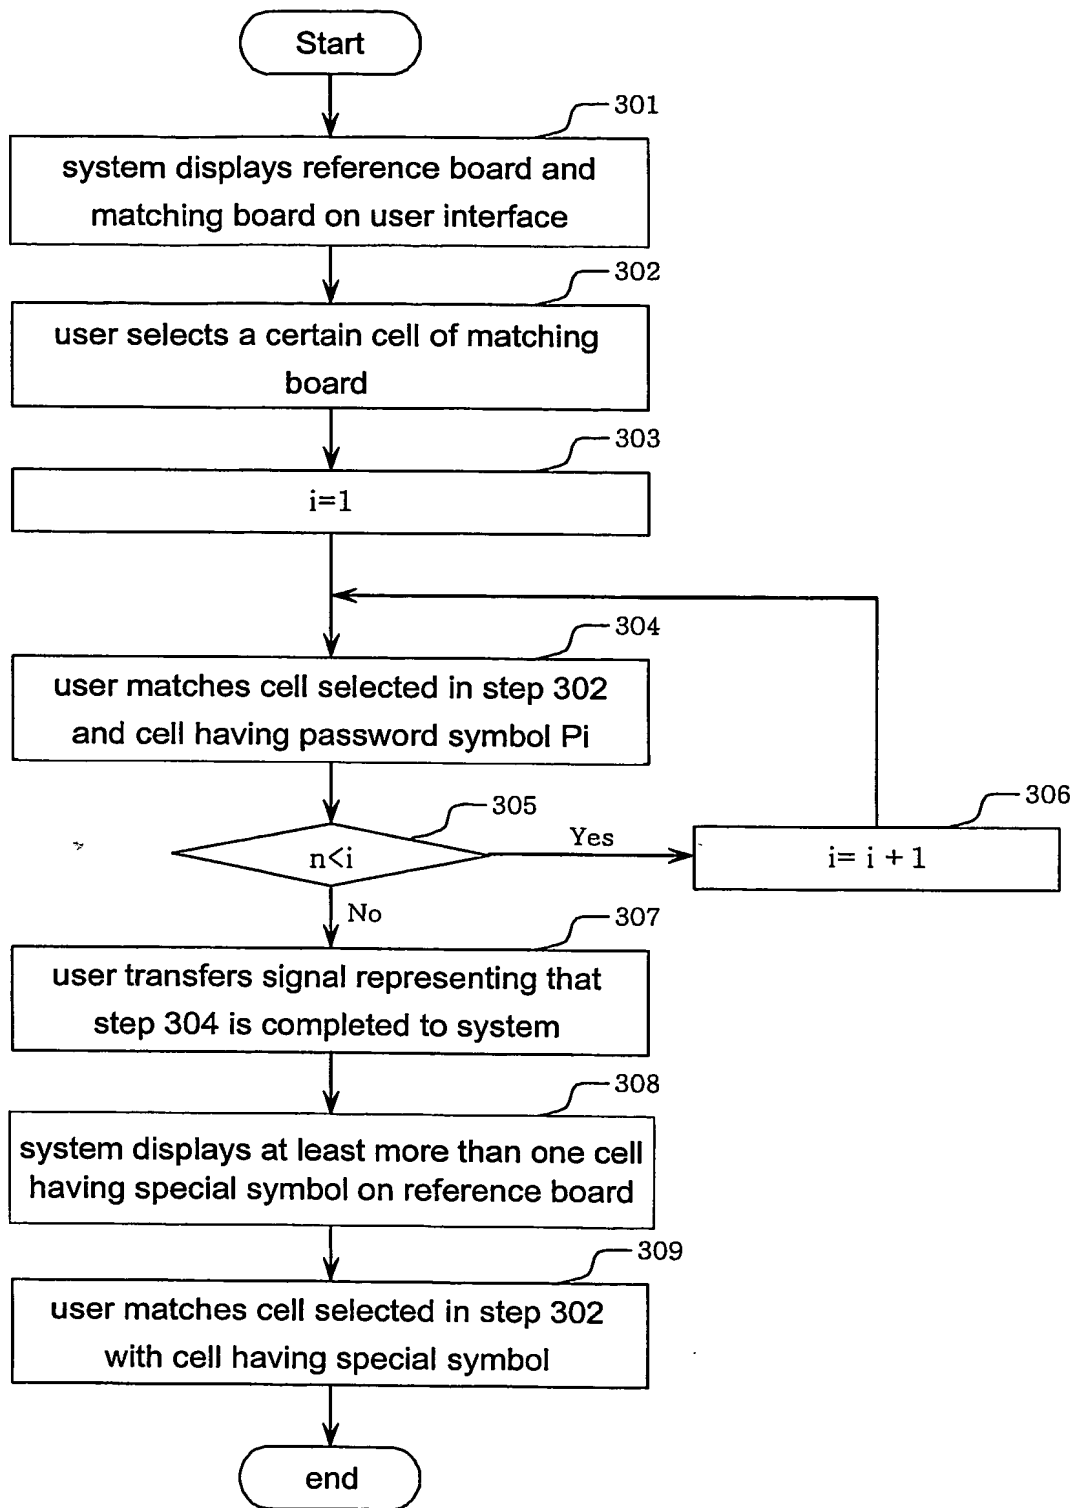 Start
301
system displays reference board and
matching board on user interface
302
user selects a certain cell of matching
board
303
i=1
304
user matches cell selected in step 302
and cell having password symbol Pi
305
n<i
Yes
306
i= i + 1
No
307
user transfers signal representing that
step 304 is completed to system
308
system displays at least more than one cell
having special symbol on reference board
309
user matches cell selected in step 302
with cell having special symbol
end